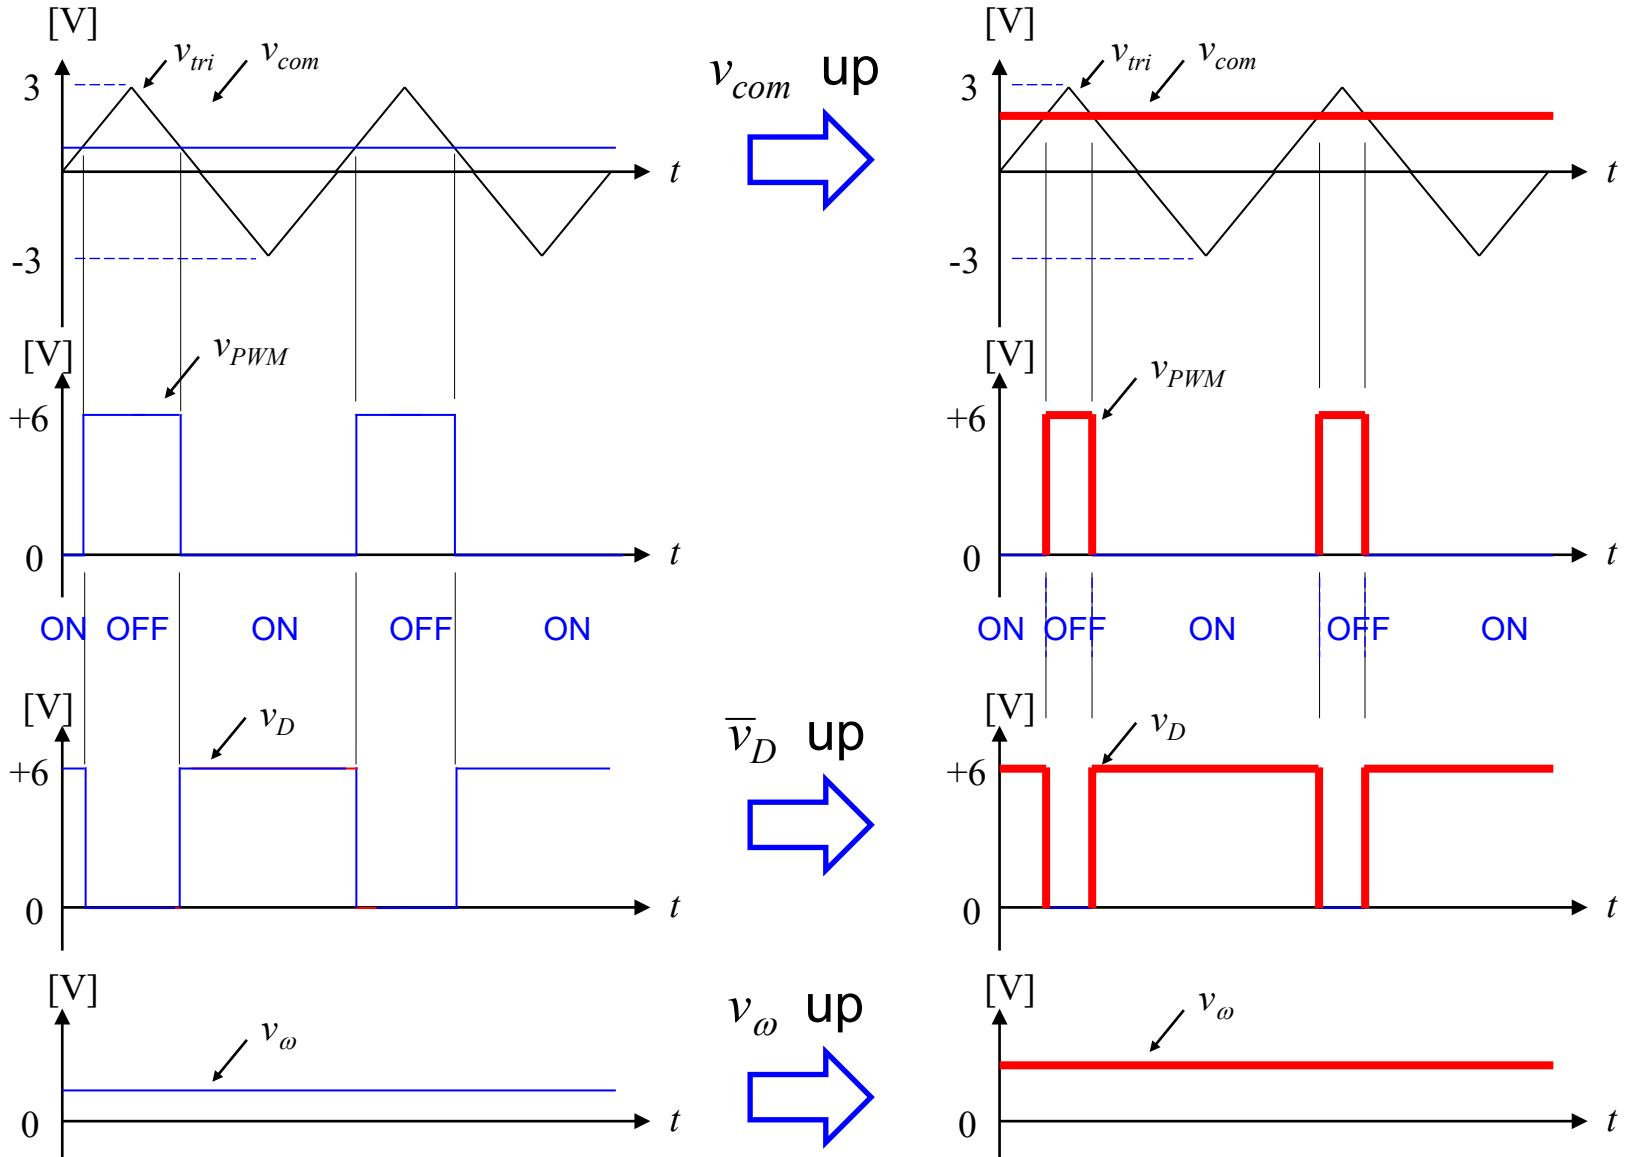 [V] [V]
v_tri v_com v_com up v_tri v_com
3 3
t t
-3 -3
[V] v_PWM [V] v_PWM
+6 +6
0 t 0 t
ON OFF ON OFF ON ON OFF ON OFF ON
[V] v_D v̅_D up [V] v_D
+6 +6
0 t 0 t
[V] [V]
v_ω v_ω up v_ω
0 t 0 t